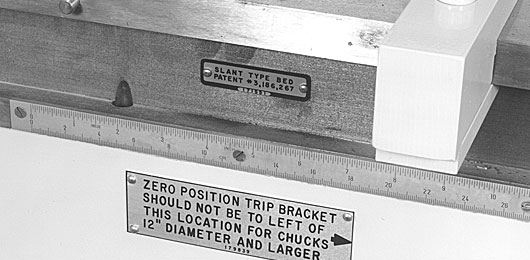 SLANT TYPE BED
PATENT #3,186,267
ZERO POSITION TRIP BRACKET
SHOULD NOT BE TO LEFT OF
THIS LOCATION FOR CHUCKS
12" DIAMETER AND LARGER
179839